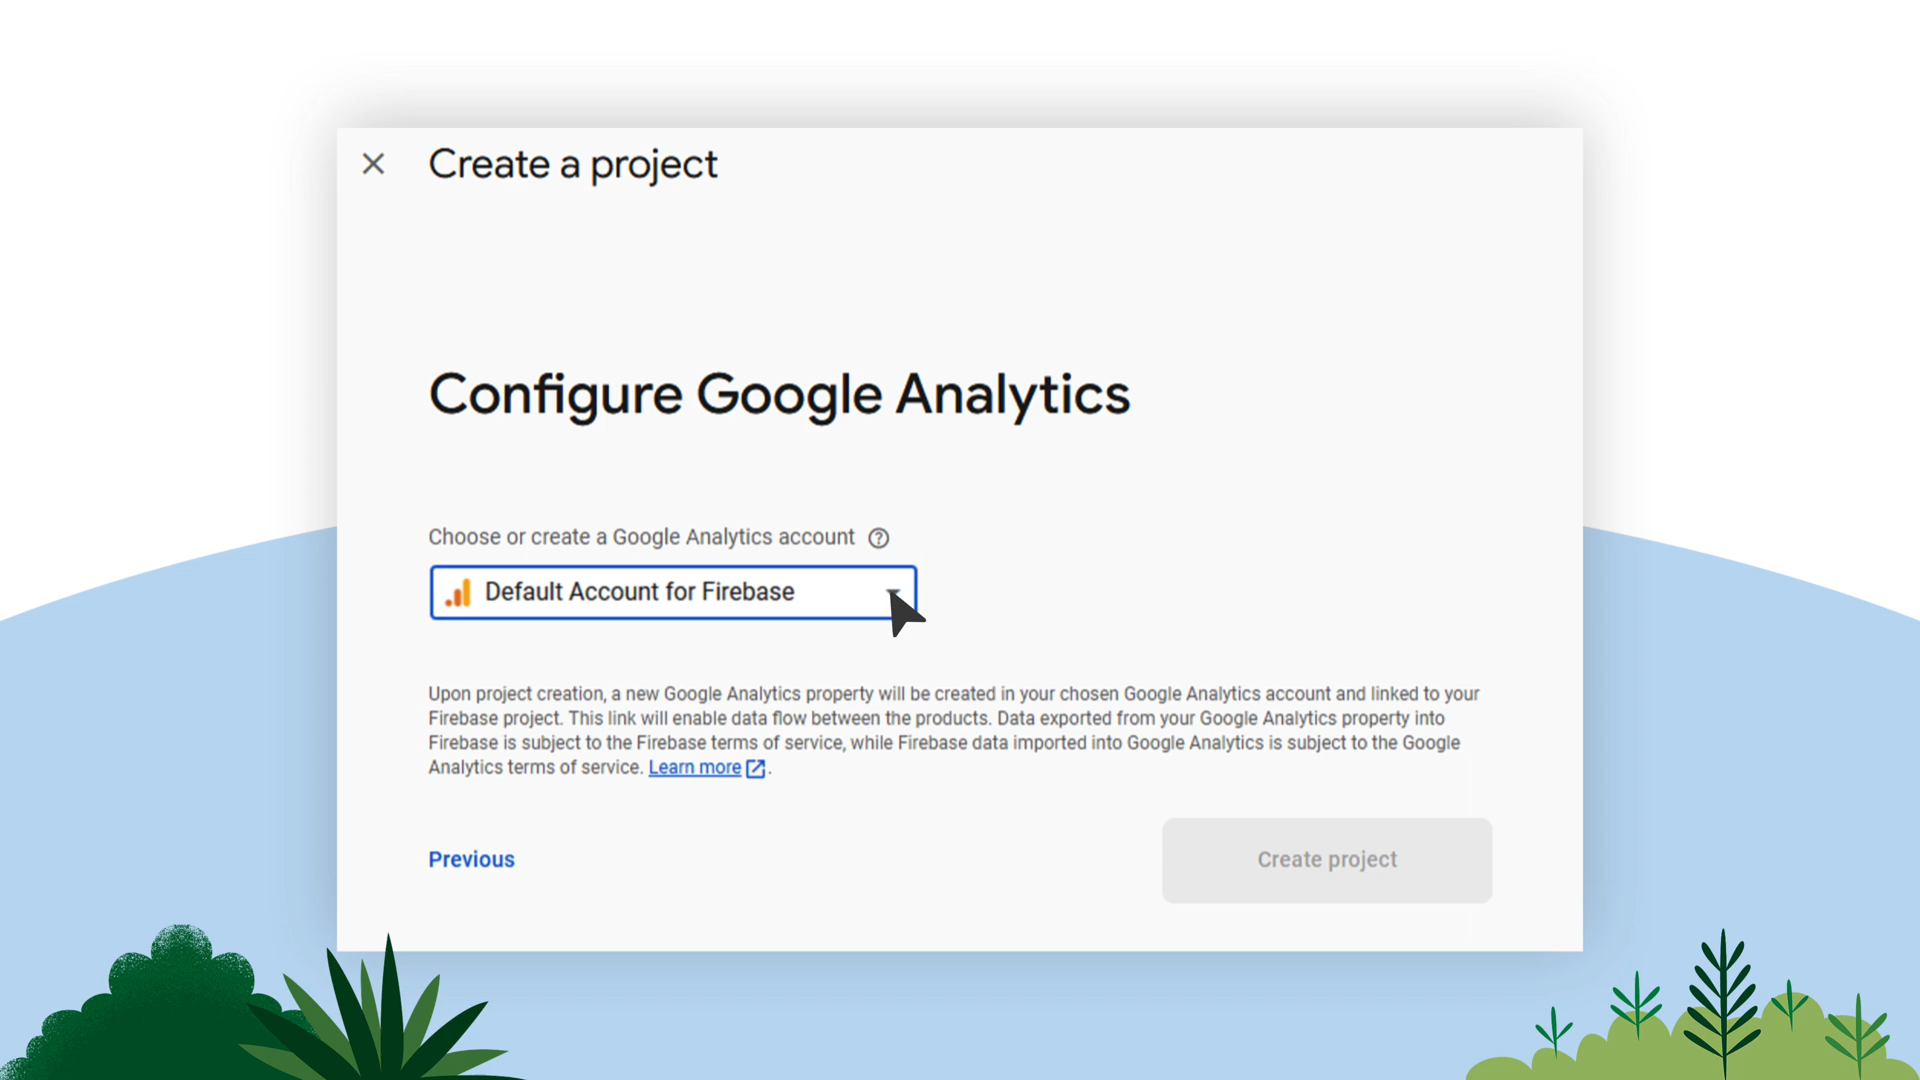 Create a project
Configure Google Analytics
Choose or create a Google Analytics account
Default Account for Firebase
Upon project creation, a new Google Analytics property will be created in your chosen Google Analytics account and linked to your
Firebase project. This link will enable data flow between the products. Data exported from your Google Analytics property into
Firebase is subject to the Firebase terms of service, while Firebase data imported into Google Analytics is subject to the Google
Analytics terms of service. Learn more.
Previous
Create project